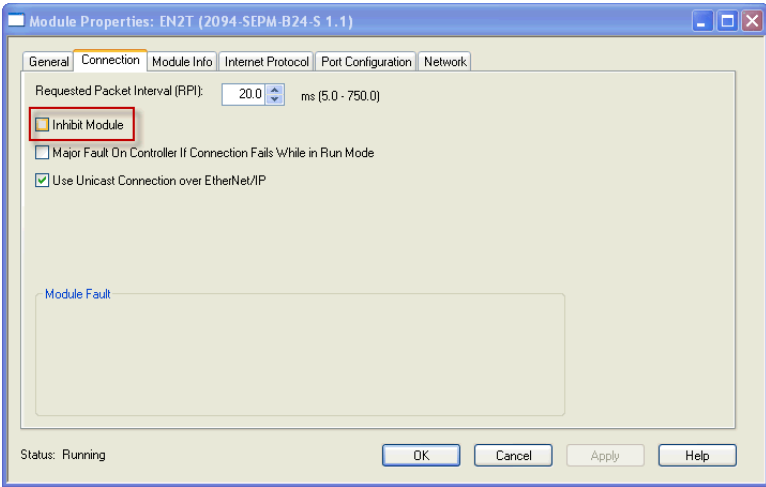 Module Properties: EN2T (2094-SEPM-B24-S 1.1)
General Connection Module Info Internet Protocol Port Configuration Network
Requested Packet Interval (RPI): 20.0 ms (5.0 - 750.0)
Inhibit Module
Major Fault On Controller If Connection Fails While in Run Mode
Use Unicast Connection over EtherNet/IP
Module Fault
Status: Running OK Cancel Apply Help